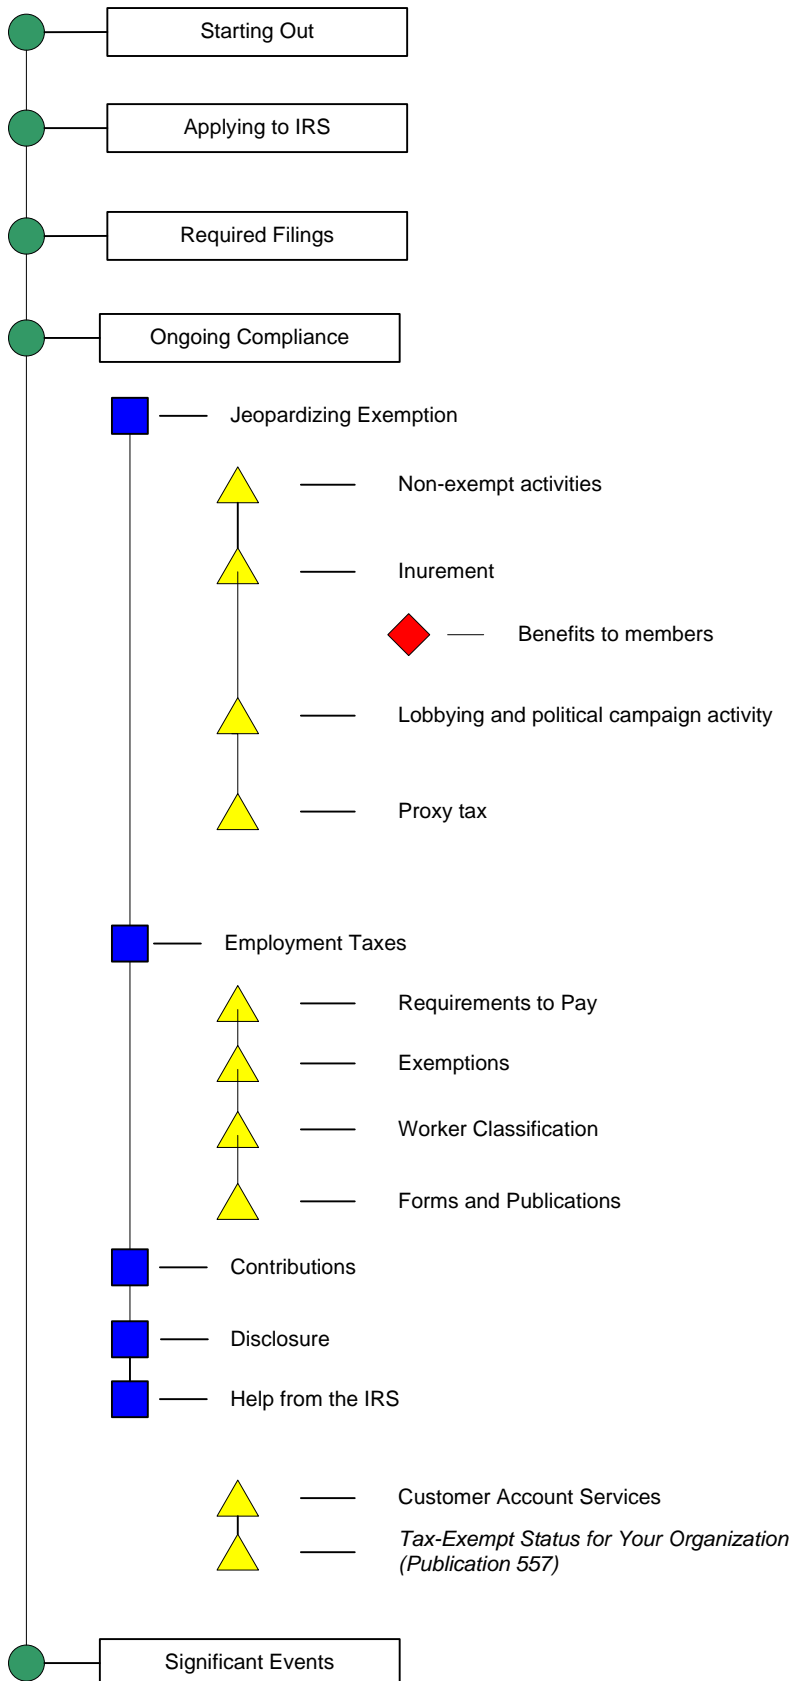 Starting Out
Applying to IRS
Required Filings
Ongoing Compliance
Jeopardizing Exemption
Non-exempt activities
Inurement
Benefits to members
Lobbying and political campaign activity
Proxy tax
Employment Taxes
Requirements to Pay
Exemptions
Worker Classification
Forms and Publications
Contributions
Disclosure
Help from the IRS
Customer Account Services
Tax-Exempt Status for Your Organization
(Publication 557)
Significant Events